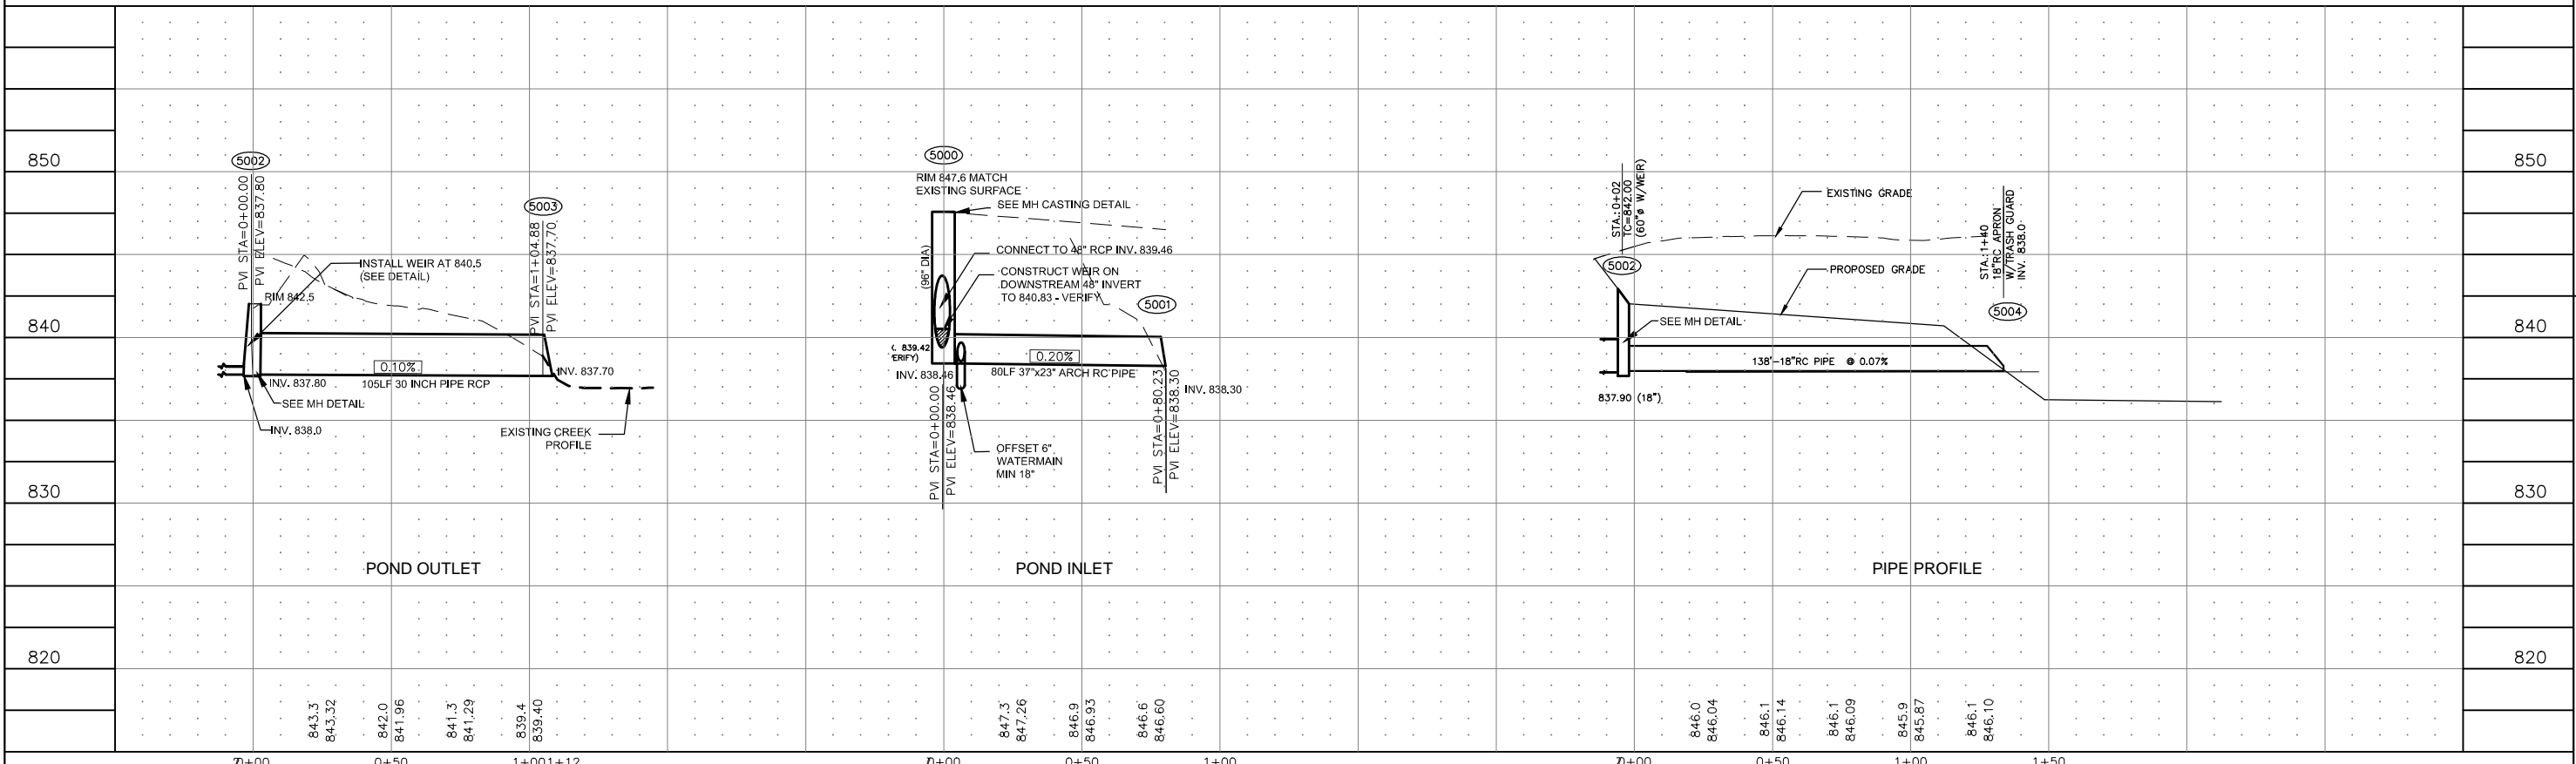 850
840
830
820
5002
PVI STA=0+00.00
PVI ELEV=837.80
INSTALL WEIR AT 840.5
(SEE DETAIL)
RIM 842.5
5003
PVI STA=1+04.88
PVI ELEV=837.70
0.10%
105LF 30 INCH PIPE RCP
INV. 837.80
SEE MH DETAIL
INV. 838.0
INV. 837.70
EXISTING CREEK
PROFILE
POND OUTLET
843.3
843.32
842.0
841.96
841.3
841.29
839.4
839.40
0+00
0+50
1+00
1+12
5000
RIM 847.6 MATCH
EXISTING SURFACE
SEE MH CASTING DETAIL
(96" DIA)
CONNECT TO 48" RCP INV. 839.46
CONSTRUCT WEIR ON
DOWNSTREAM 48" INVERT
TO 840.83 - VERIFY
5001
839.42
ERIFY)
0.20%
80LF 37"x23" ARCH RC PIPE
INV. 838.46
INV. 838.30
PVI STA=0+00.00
PVI ELEV=838.46
OFFSET 6"
WATERMAIN
MIN 18"
PVI STA=0+80.23
PVI ELEV=838.30
POND INLET
847.3
847.26
846.9
846.93
846.6
846.60
0+00
0+50
1+00
STA.: 0+02
TC=842.00
(60"ø W/WEIR)
5002
EXISTING GRADE
PROPOSED GRADE
SEE MH DETAIL
138'-18"RC PIPE @ 0.07%
837.90 (18")
STA.: 1+40
18"RC APRON
W/TRASH GUARD
INV. 838.0
5004
PIPE PROFILE
846.0
846.04
846.1
846.14
846.1
846.09
845.9
845.87
846.1
846.10
0+00
0+50
1+00
1+50
850
840
830
820